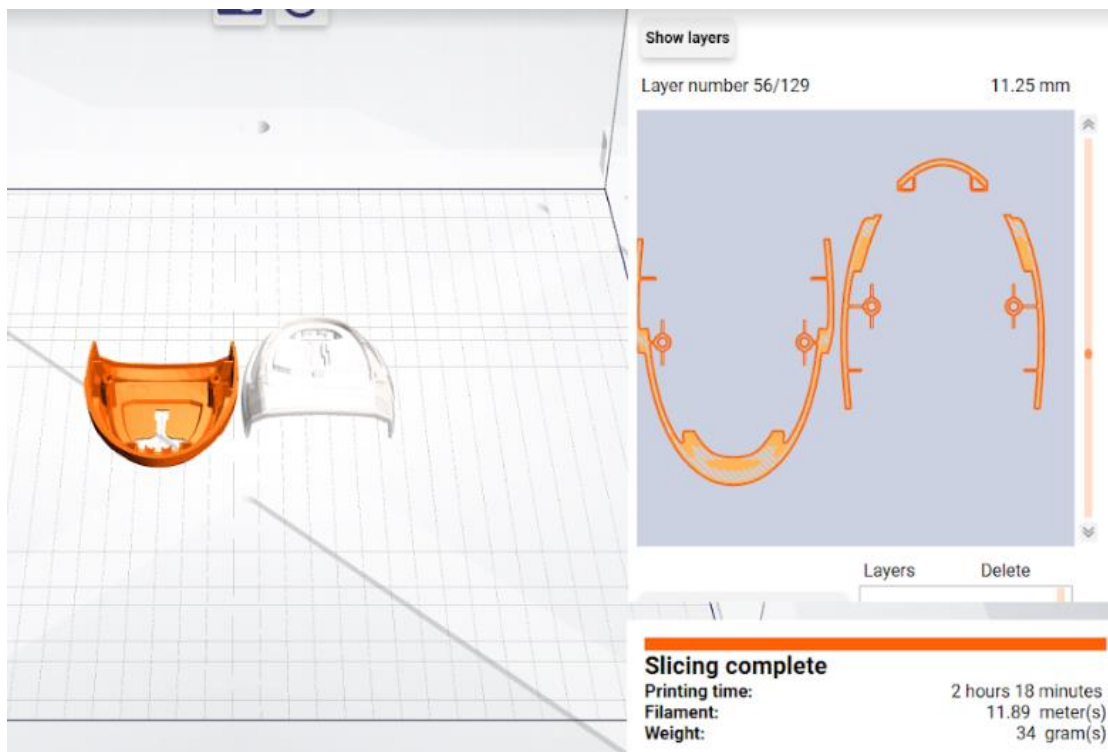 Show layers
Layer number 56/129 11.25 mm
Layers Delete
Slicing complete
Printing time: 2 hours 18 minutes
Filament: 11.89 meter(s)
Weight: 34 gram(s)